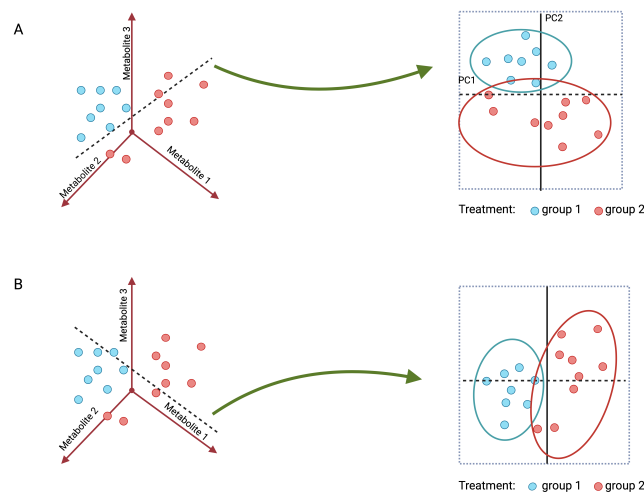 A
Metabolite 3
Metabolite 2
Metabolite 1
PC2
PC1
Treatment: group 1 group 2
B
Metabolite 3
Metabolite 2
Metabolite 1
Treatment: group 1 group 2